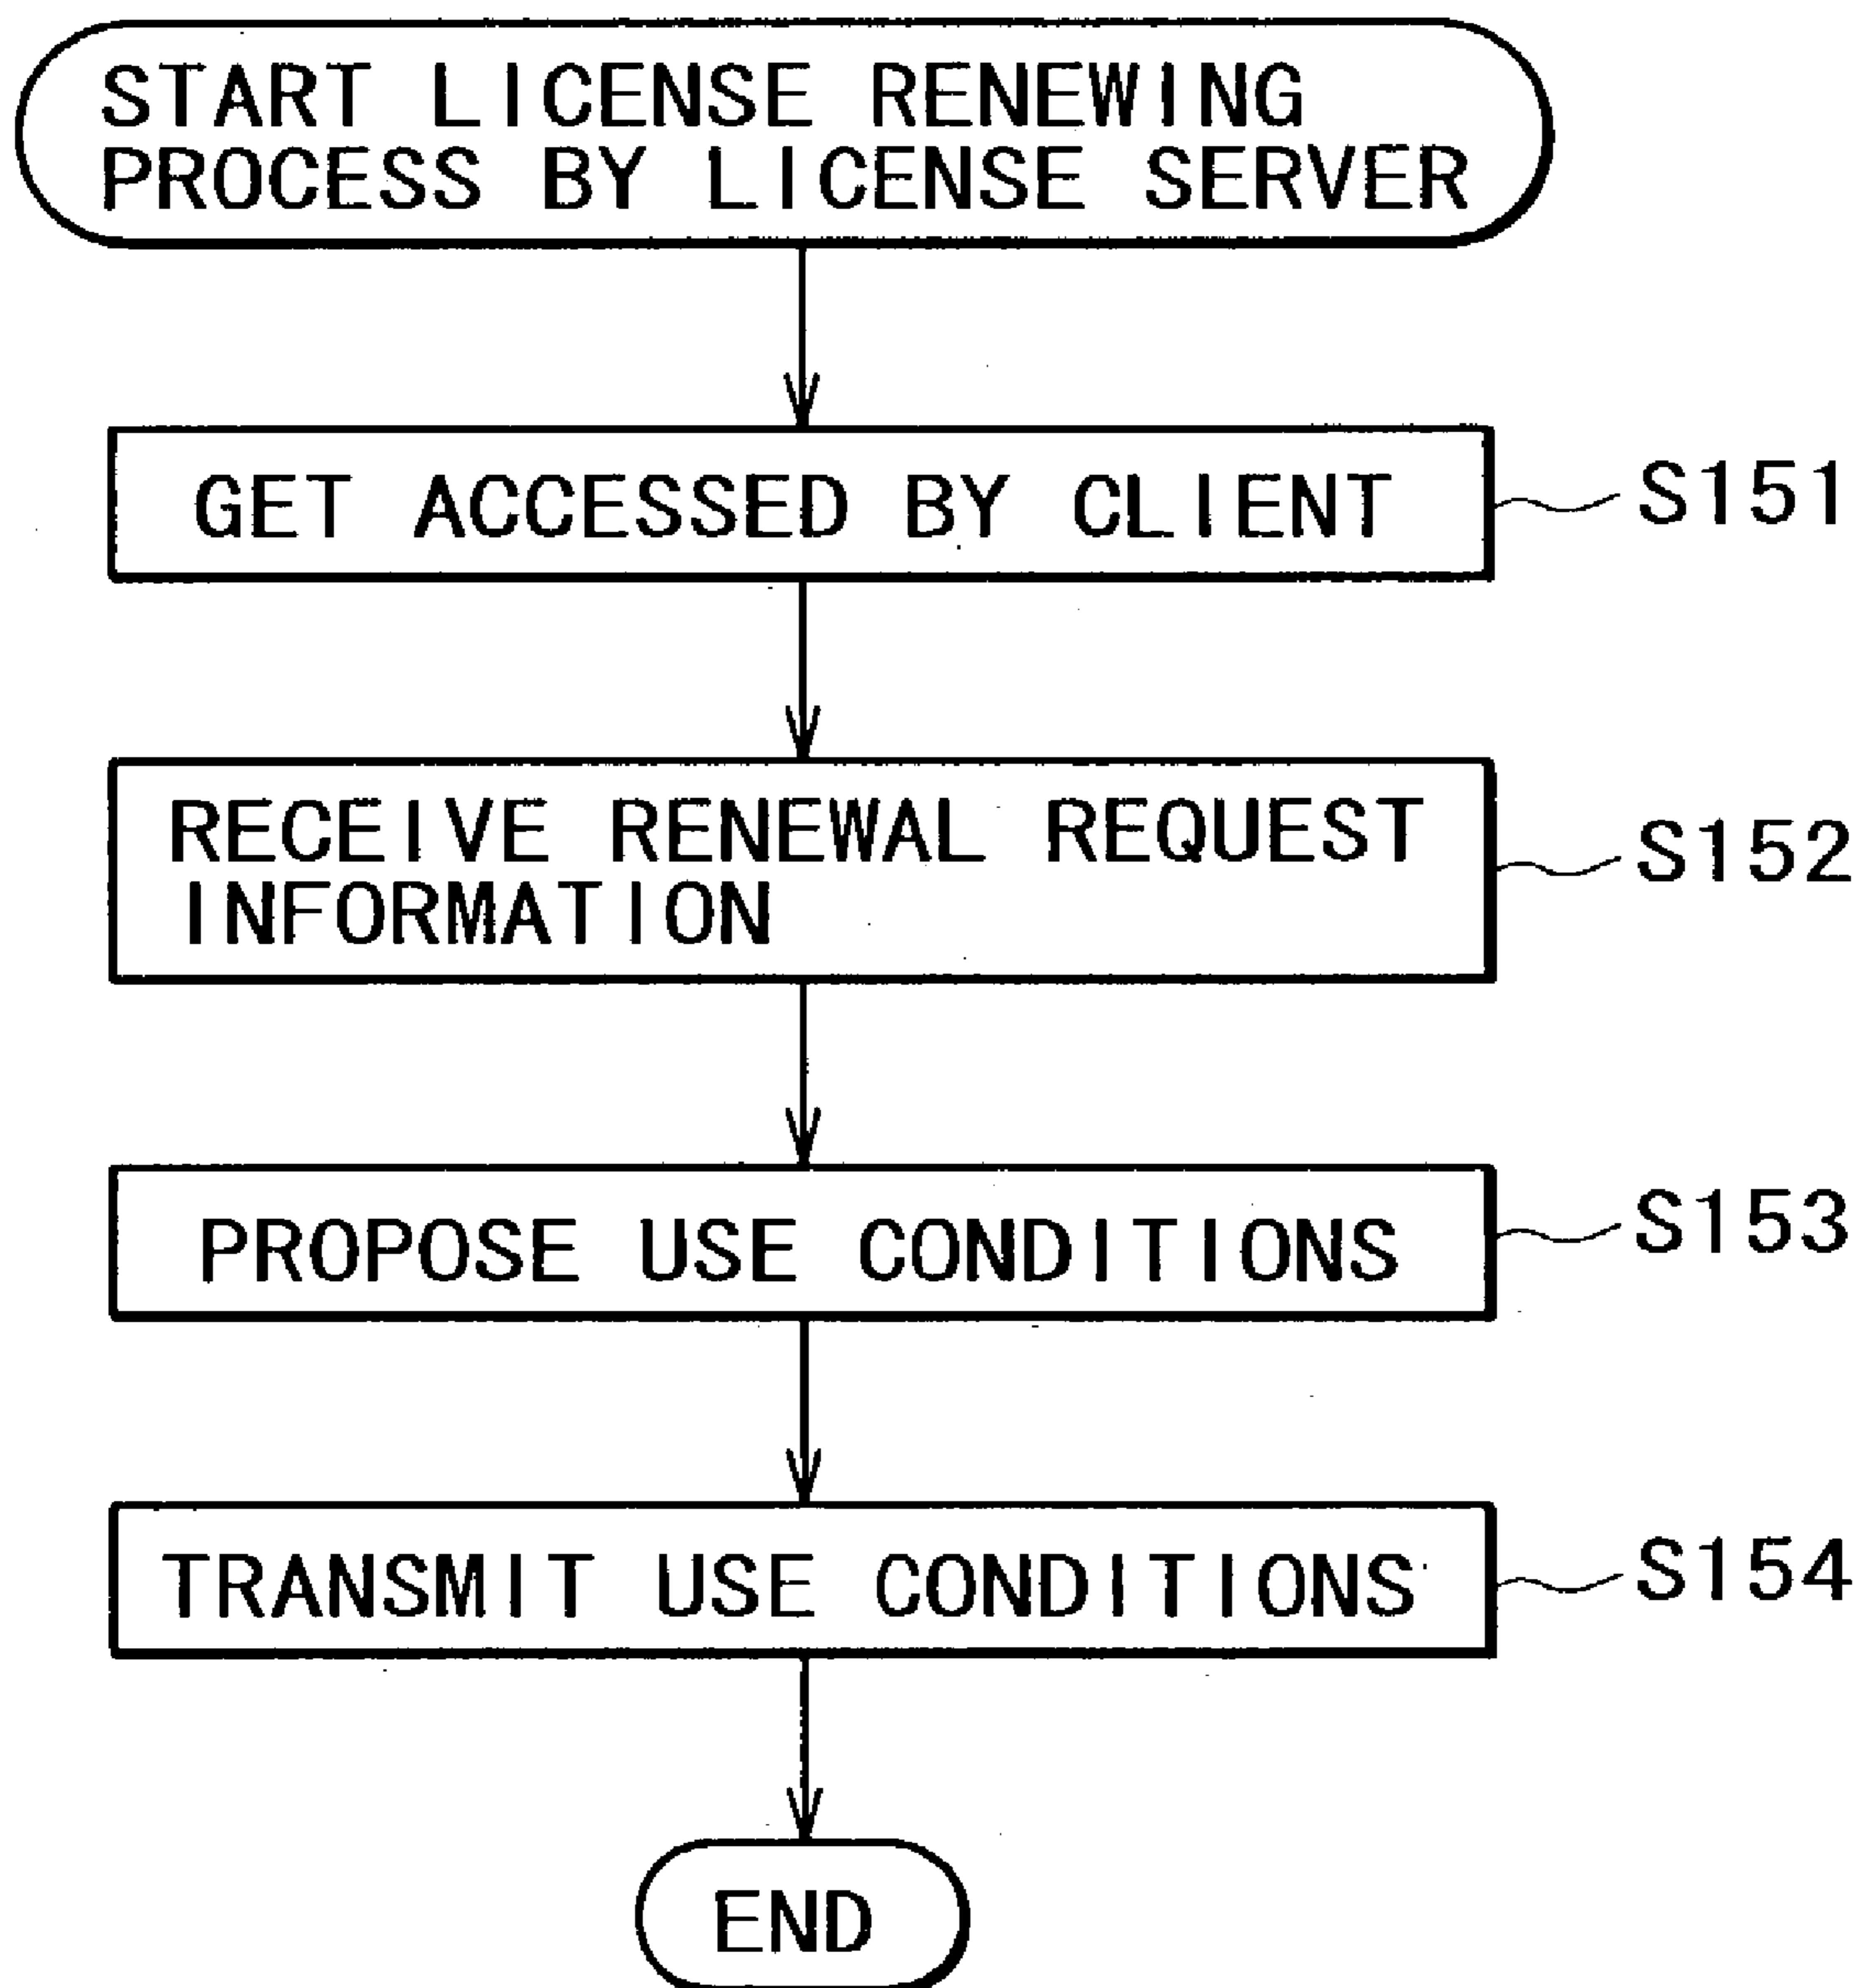 START LICENSE RENEWING
PROCESS BY LICENSE SERVER
GET ACCESSED BY CLIENT
S151
RECEIVE RENEWAL REQUEST
INFORMATION
S152
PROPOSE USE CONDITIONS
S153
TRANSMIT USE CONDITIONS
S154
END